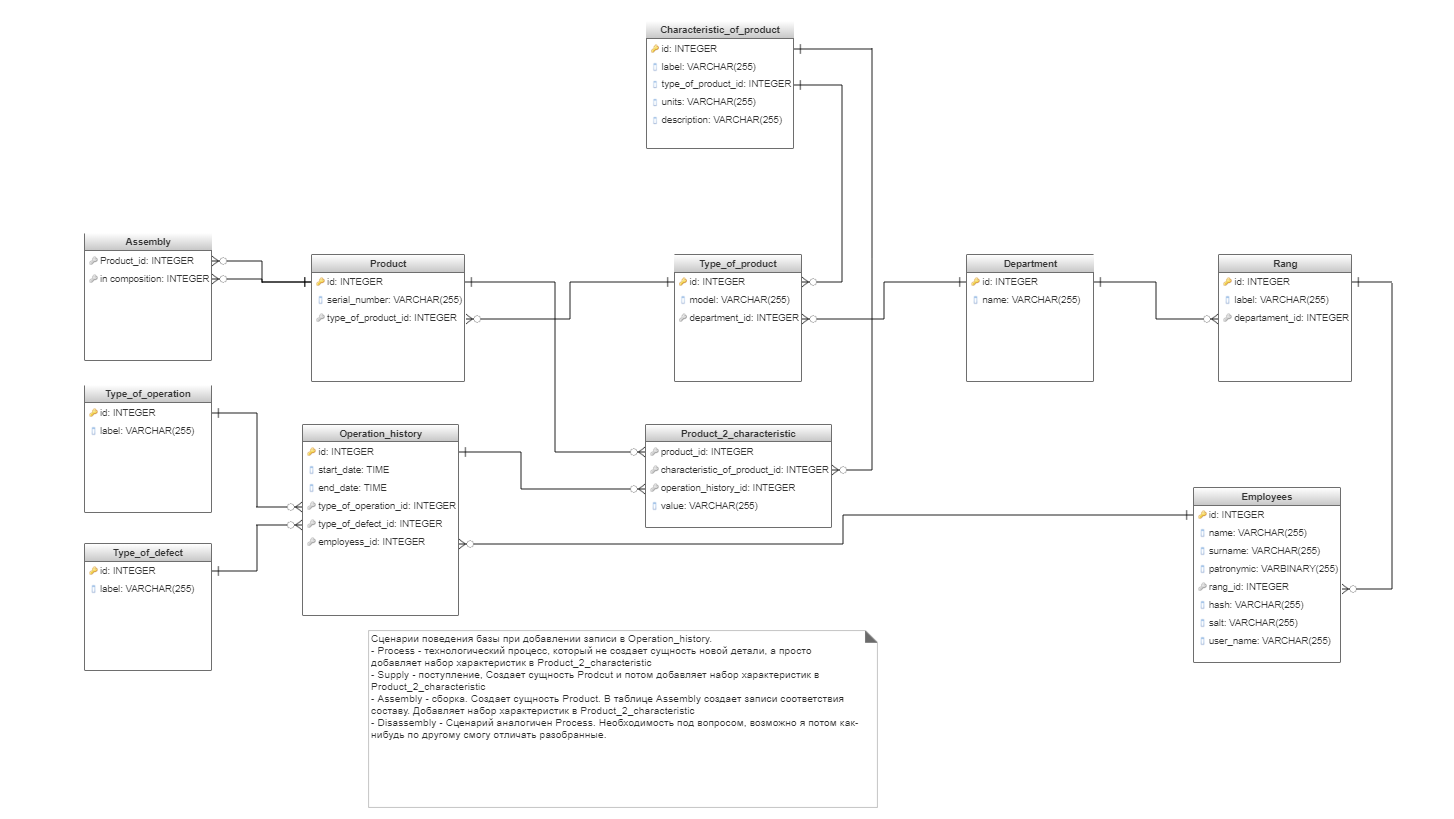 Characteristic_of_product
id: INTEGER
label: VARCHAR(255)
type_of_product_id: INTEGER
units: VARCHAR(255)
description: VARCHAR(255)
Assembly
Product_id: INTEGER
in composition: INTEGER
Product
id: INTEGER
serial_number: VARCHAR(255)
type_of_product_id: INTEGER
Type_of_product
id: INTEGER
model: VARCHAR(255)
department_id: INTEGER
Department
id: INTEGER
name: VARCHAR(255)
Rang
id: INTEGER
label: VARCHAR(255)
departament_id: INTEGER
Type_of_operation
id: INTEGER
label: VARCHAR(255)
Operation_history
id: INTEGER
start_date: TIME
end_date: TIME
type_of_operation_id: INTEGER
type_of_defect_id: INTEGER
employess_id: INTEGER
Product_2_characteristic
product_id: INTEGER
characteristic_of_product_id: INTEGER
operation_history_id: INTEGER
value: VARCHAR(255)
Employees
id: INTEGER
name: VARCHAR(255)
surname: VARCHAR(255)
patronymic: VARBINARY(255)
rang_id: INTEGER
hash: VARCHAR(255)
salt: VARCHAR(255)
user_name: VARCHAR(255)
Type_of_defect
id: INTEGER
label: VARCHAR(255)
Сценарии поведения базы при добавлении записи в Operation_history.
- Process - технологический процесс, который не создает сущность новой детали, а просто
добавляет набор характеристик в Product_2_characteristic
- Supply - поступление, Создает сущность Prodcut и потом добавляет набор характеристик в
Product_2_characteristic
- Assembly - сборка. Создает сущность Product. В таблице Assembly создает записи соответствия
составу. Добавляет набор характеристик в Product_2_characteristic
- Disassembly - Сценарий аналогичен Process. Необходимость под вопросом, возможно я потом как-
нибудь по другому смогу отличать разобранные.